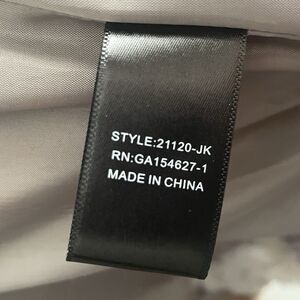 STYLE:21120-JK
RN:GA154627-1
MADE IN CHINA